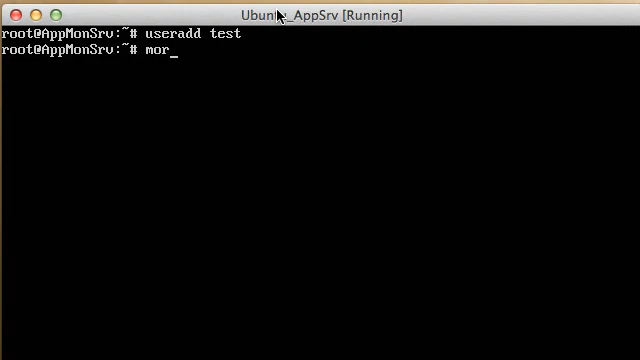 Ubuntu_AppSrv [Running]
root@AppMonSrv:~# useradd test
root@AppMonSrv:~# mor_